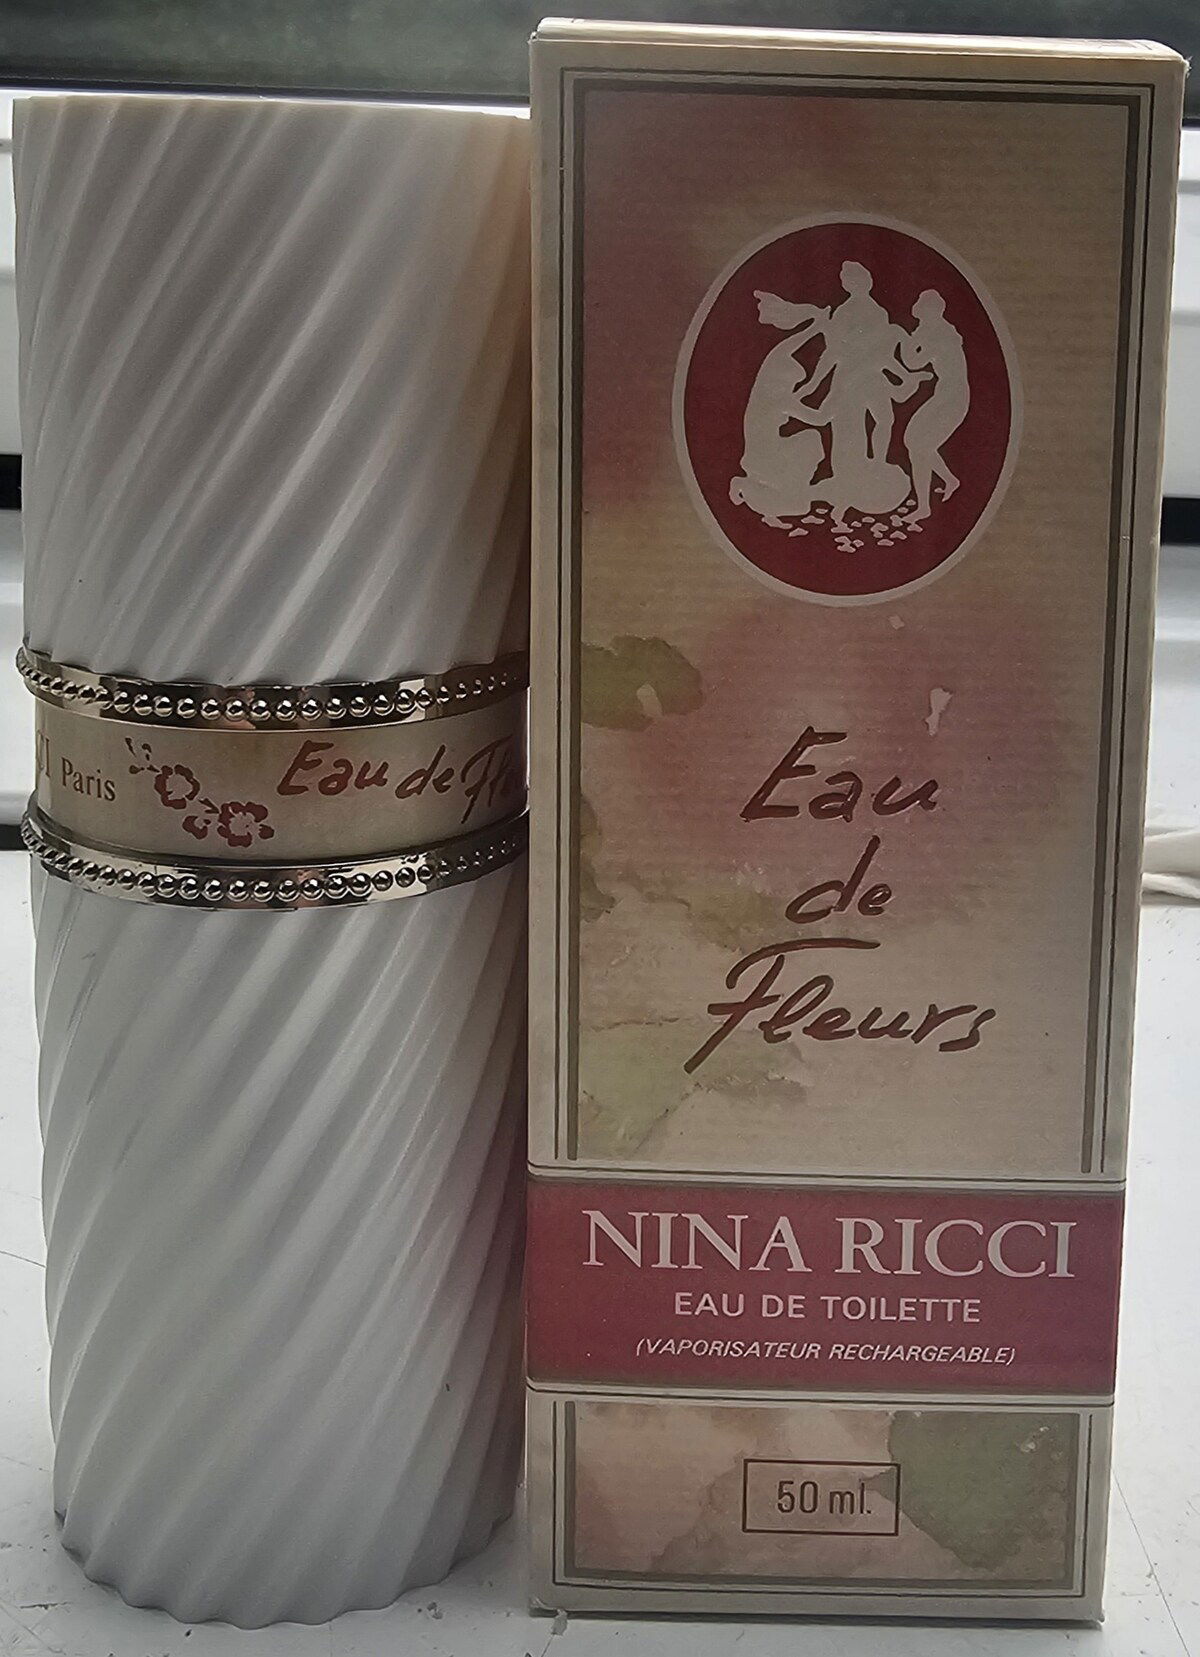 Paris
Eau de
Eau
de
Fleurs
NINA RICCI
EAU DE TOILETTE
(VAPORISATEUR RECHARGEABLE)
50 ml.